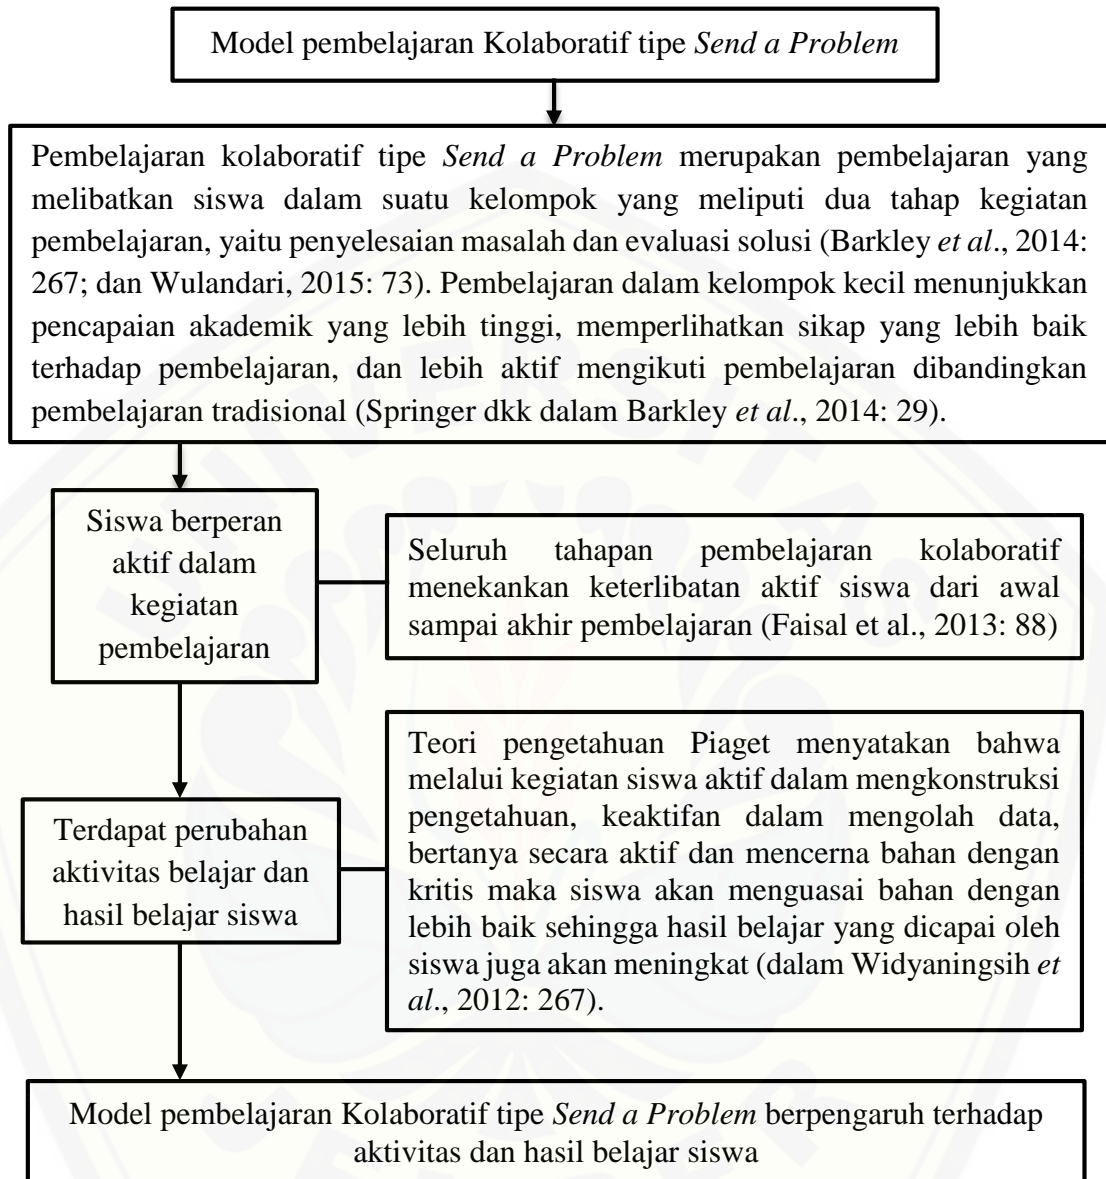 Model pembelajaran Kolaboratif tipe Send a Problem
Pembelajaran kolaboratif tipe Send a Problem merupakan pembelajaran yang
melibatkan siswa dalam suatu kelompok yang meliputi dua tahap kegiatan
pembelajaran, yaitu penyelesaian masalah dan evaluasi solusi (Barkley et al., 2014:
267; dan Wulandari, 2015: 73). Pembelajaran dalam kelompok kecil menunjukkan
pencapaian akademik yang lebih tinggi, memperlihatkan sikap yang lebih baik
terhadap pembelajaran, dan lebih aktif mengikuti pembelajaran dibandingkan
pembelajaran tradisional (Springer dkk dalam Barkley et al., 2014: 29).
Siswa berperan
aktif dalam
kegiatan
pembelajaran
Seluruh tahapan pembelajaran kolaboratif
menekankan keterlibatan aktif siswa dari awal
sampai akhir pembelajaran (Faisal et al., 2013: 88)
Terdapat perubahan
aktivitas belajar dan
hasil belajar siswa
Teori pengetahuan Piaget menyatakan bahwa
melalui kegiatan siswa aktif dalam mengkonstruksi
pengetahuan, keaktifan dalam mengolah data,
bertanya secara aktif dan mencerna bahan dengan
kritis maka siswa akan menguasai bahan dengan
lebih baik sehingga hasil belajar yang dicapai oleh
siswa juga akan meningkat (dalam Widyaningsih et
al., 2012: 267).
Model pembelajaran Kolaboratif tipe Send a Problem berpengaruh terhadap
aktivitas dan hasil belajar siswa
UNIVERSITAS